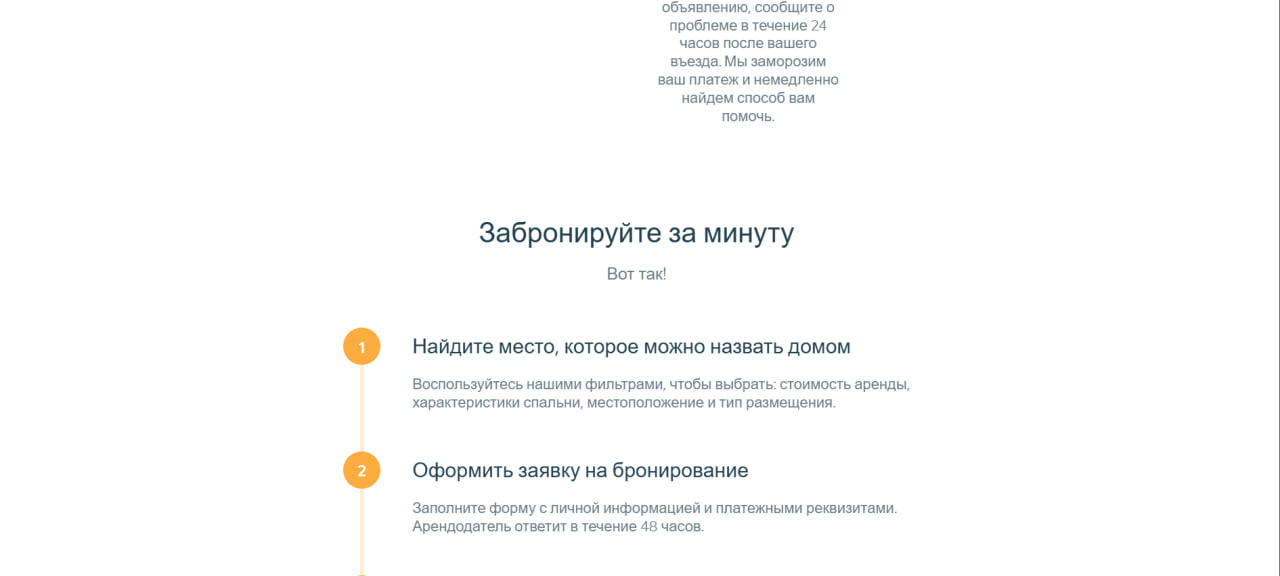 объявлению, сообщите о
проблеме в течение 24
часов после вашего
въезда. Мы заморозим
ваш платеж и немедленно
найдем способ вам
помочь.
Забронируйте за минуту
Вот так!
1
Найдите место, которое можно назвать домом
Воспользуйтесь нашими фильтрами, чтобы выбрать: стоимость аренды,
характеристики спальни, местоположение и тип размещения.
2
Оформить заявку на бронирование
Заполните форму с личной информацией и платежными реквизитами.
Арендодатель ответит в течение 48 часов.